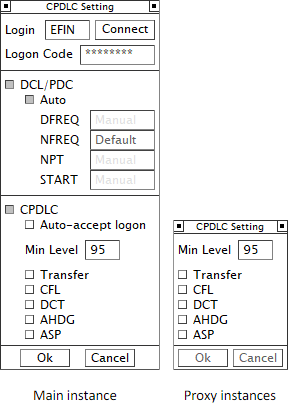 CPDLC Setting
Login EFIN Connect
Logon Code ********
DCL/PDC
Auto
DFREQ Manual
NFREQ Default
NPT Manual
START Manual
CPDLC
Auto-accept logon
Min Level 95
Transfer
CFL
DCT
AHDG
ASP
Ok Cancel
Main instance
CPDLC Setting
Min Level 95
Transfer
CFL
DCT
AHDG
ASP
Ok Cancel
Proxy instances